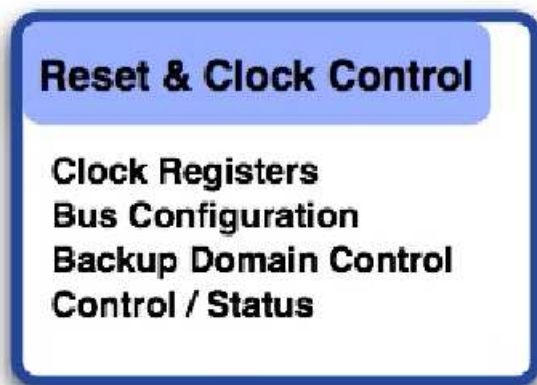 Reset & Clock Control
Clock Registers
Bus Configuration
Backup Domain Control
Control / Status